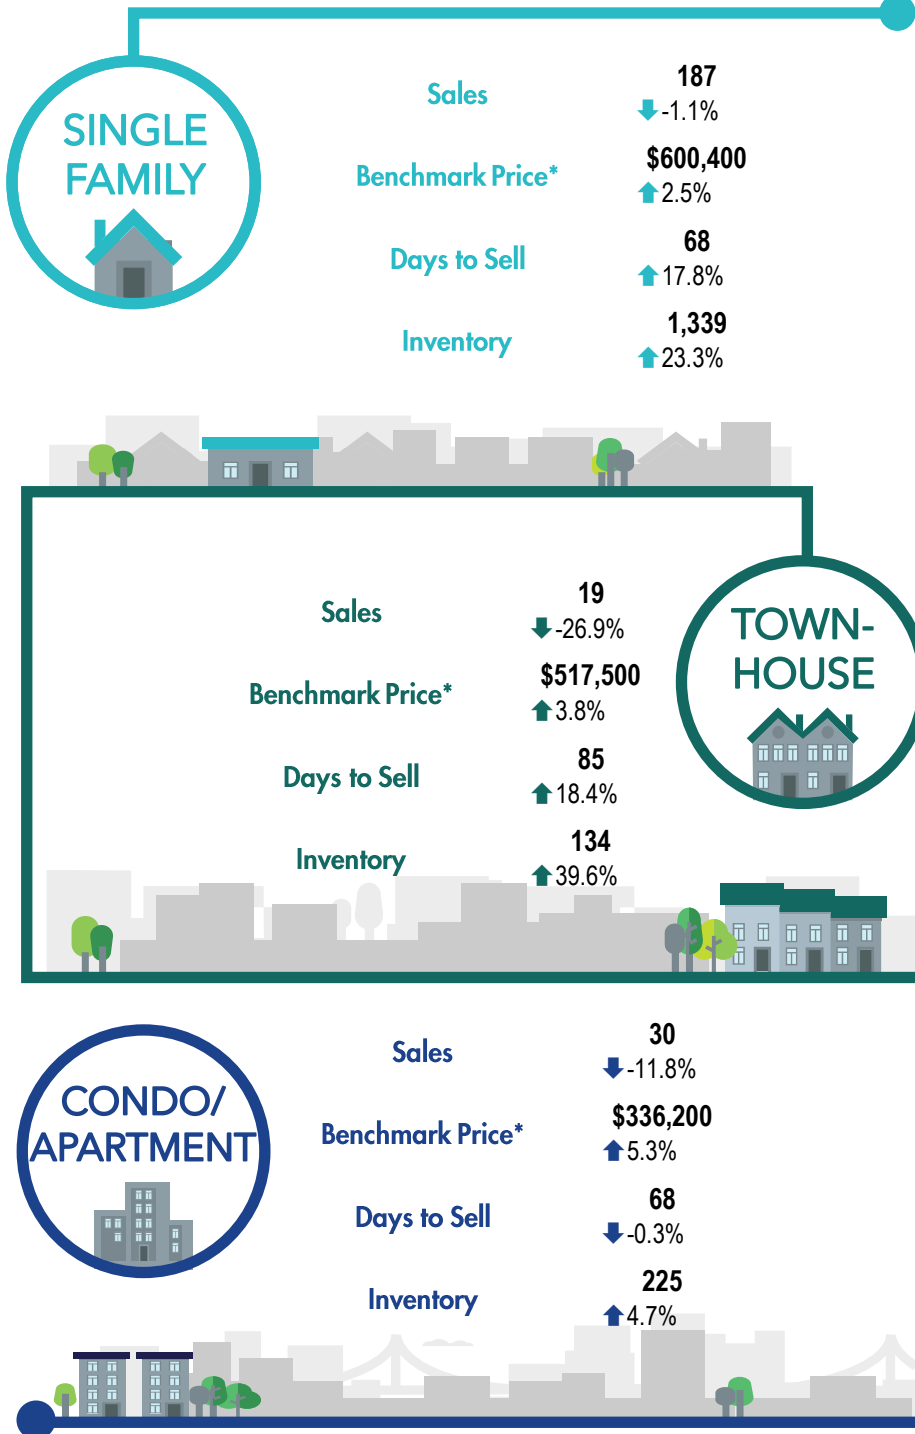 SINGLE
FAMILY
Sales
187
-1.1%
Benchmark Price*
$600,400
2.5%
Days to Sell
68
17.8%
Inventory
1,339
23.3%
TOWN-
HOUSE
Sales
19
-26.9%
Benchmark Price*
$517,500
3.8%
Days to Sell
85
18.4%
Inventory
134
39.6%
CONDO/
APARTMENT
Sales
30
-11.8%
Benchmark Price*
$336,200
5.3%
Days to Sell
68
-0.3%
Inventory
225
4.7%